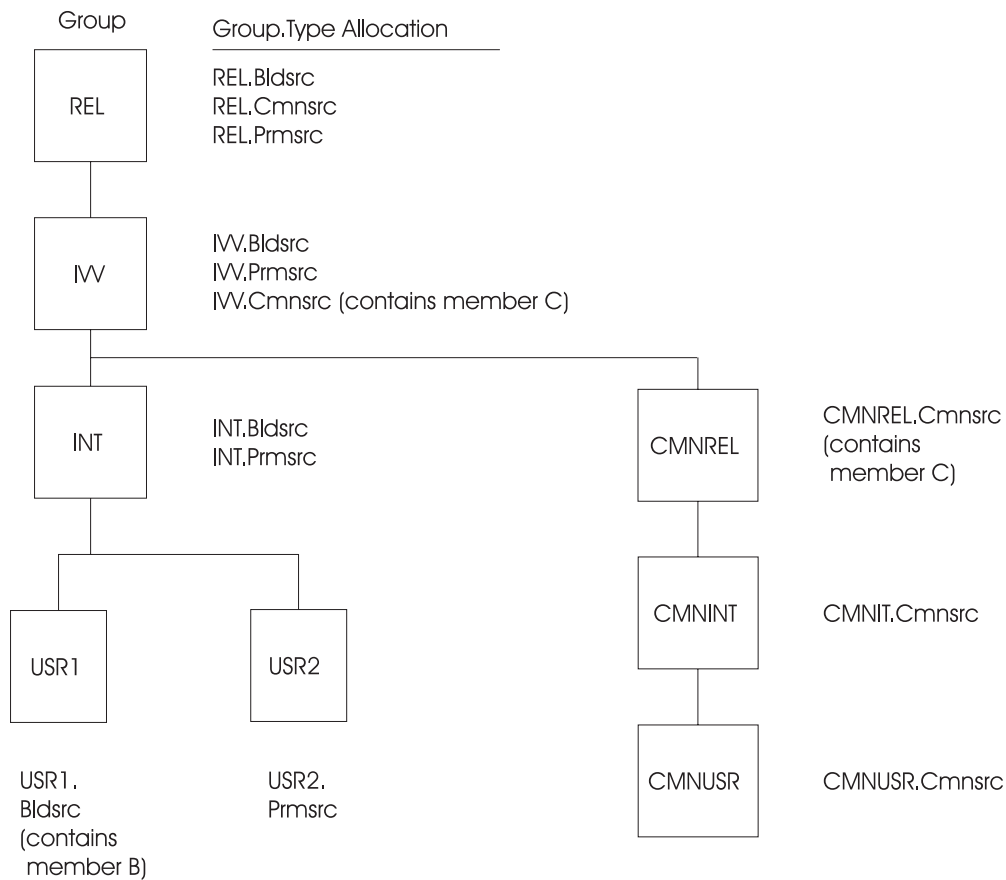 Group
Group.Type Allocation
REL
REL.Bldsrc
REL.Cmnsrc
REL.Prmsrc
IVV
IVV.Bldsrc
IVV.Prmsrc
IVV.Cmnsrc (contains member C)
INT
INT.Bldsrc
INT.Prmsrc
CMNREL
CMNREL.Cmnsrc
(contains
member C)
CMNINT
CMNIT.Cmnsrc
USR1
USR2
CMNUSR
CMNUSR.Cmnsrc
USR1.
Bldsrc
(contains
member B)
USR2.
Prmsrc